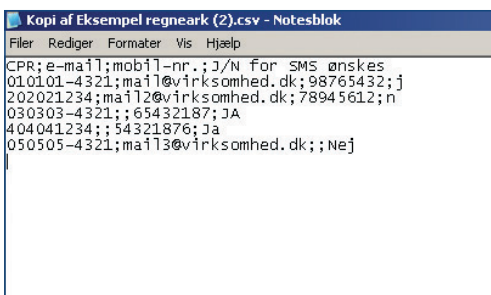 Kopi af Eksempel regneark (2).csv - Notesblok
Filer Rediger Formater Vis Hjælp
CPR;e-mail;mobil-nr.;J/N for SMS ønskes
010101-4321;mail@virksomhed.dk;98765432;j
202021234;mail2@virksomhed.dk;78945612;n
030303-4321;;65432187;JA
404041234;;54321876;Ja
050505-4321;mail3@virksomhed.dk;;Nej